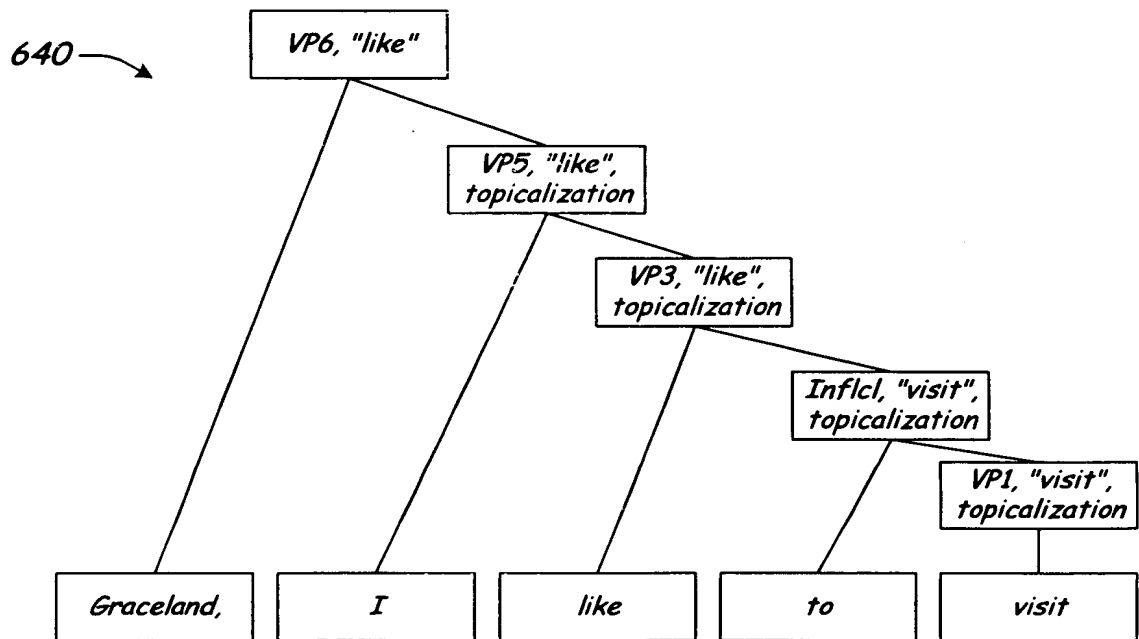 640
VP6, "like"
VP5, "like",
topicalization
VP3, "like",
topicalization
Inflcl, "visit",
topicalization
VP1, "visit",
topicalization
Graceland,
I
like
to
visit